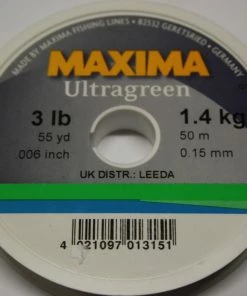 MADE BY MAXIMA FISHING LINES • 82532 GERETSRIED • GERMANY
MAXIMA
Ultragreen
3 lb 1.4 kg
55 yd 50 m
.006 inch 0.15 mm
UK DISTR.: LEEDA
4 021097 013151